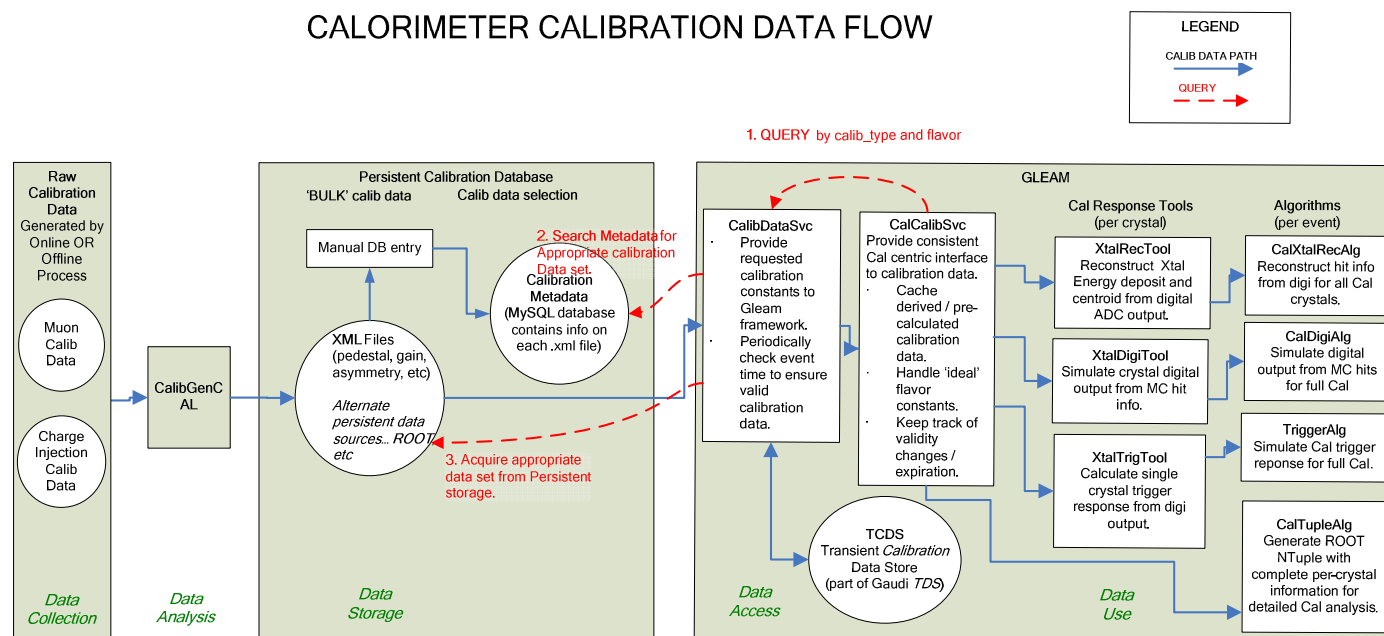 CALORIMETER CALIBRATION DATA FLOW
LEGEND
CALIB DATA PATH
QUERY
1. QUERY by calib_type and flavor
Raw
Calibration
Data
Generated by
Online OR
Offline
Process
Muon
Calib
Data
Charge
Injection
Calib
Data
Data
Collection
CalibGenC
AL
Data
Analysis
Persistent Calibration Database
'BULK' calib data
Calib data selection
Manual DB entry
2. Search Metadata for
Appropriate calibration
Data set.
Calibration
Metadata
(MySQL database
contains info on
each .xml file)
XML Files
(pedestal, gain,
asymmetry, etc)
Alternate
persistent data
sources... ROOT,
etc
3. Acquire appropriate
data set from Persistent
storage.
Data
Storage
GLEAM
CalibDataSvc
· Provide
requested
calibration
constants to
Gleam
framework.
· Periodically
check event
time to ensure
valid
calibration
data.
CalCalibSvc
Provide consistent
Cal centric interface
to calibration data.
· Cache
derived / pre-
calculated
calibration
data.
· Handle 'ideal'
flavor
constants.
· Keep track of
validity
changes /
expiration.
TCDS
Transient Calibration
Data Store
(part of Gaudi TDS)
Data
Access
Cal Response Tools
(per crystal)
XtalRecTool
Reconstruct Xtal
Energy deposit and
centroid from digital
ADC output.
XtalDigiTool
Simulate crystal digital
output from MC hit
info.
XtalTrigTool
Calculate single
crystal trigger
response from digi
output.
Data
Use
Algorithms
(per event)
CalXtalRecAlg
Reconstruct hit info
from digi for all Cal
crystals.
CalDigiAlg
Simulate digital
output from MC hits
for full Cal
TriggerAlg
Simulate Cal trigger
reponse for full Cal.
CalTupleAlg
Generate ROOT
NTuple with
complete per-crystal
information for
detailed Cal analysis.